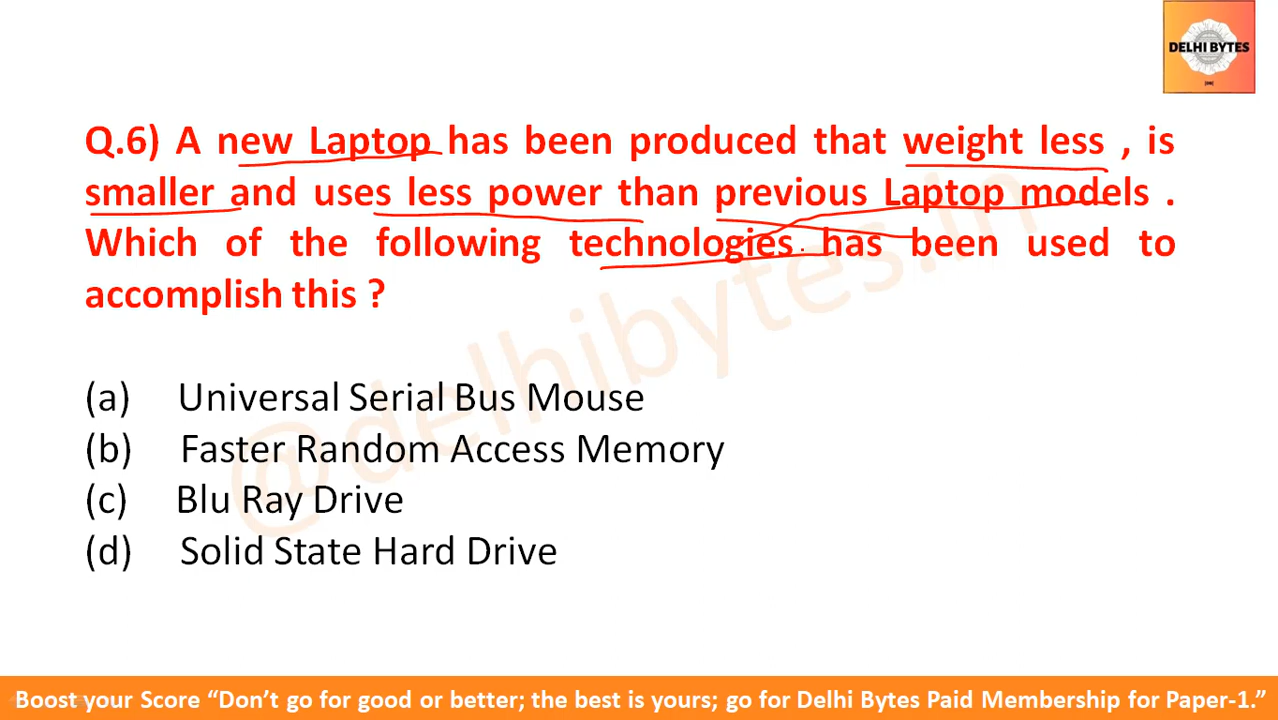 DELHI BYTES
Q.6) A new Laptop has been produced that weight less , is
smaller and uses less power than previous Laptop models .
Which of the following technologies has been used to
accomplish this ?
@delhibytes.in
(a) Universal Serial Bus Mouse
(b) Faster Random Access Memory
(c) Blu Ray Drive
(d) Solid State Hard Drive
Boost your Score “Don’t go for good or better; the best is yours; go for Delhi Bytes Paid Membership for Paper-1.”